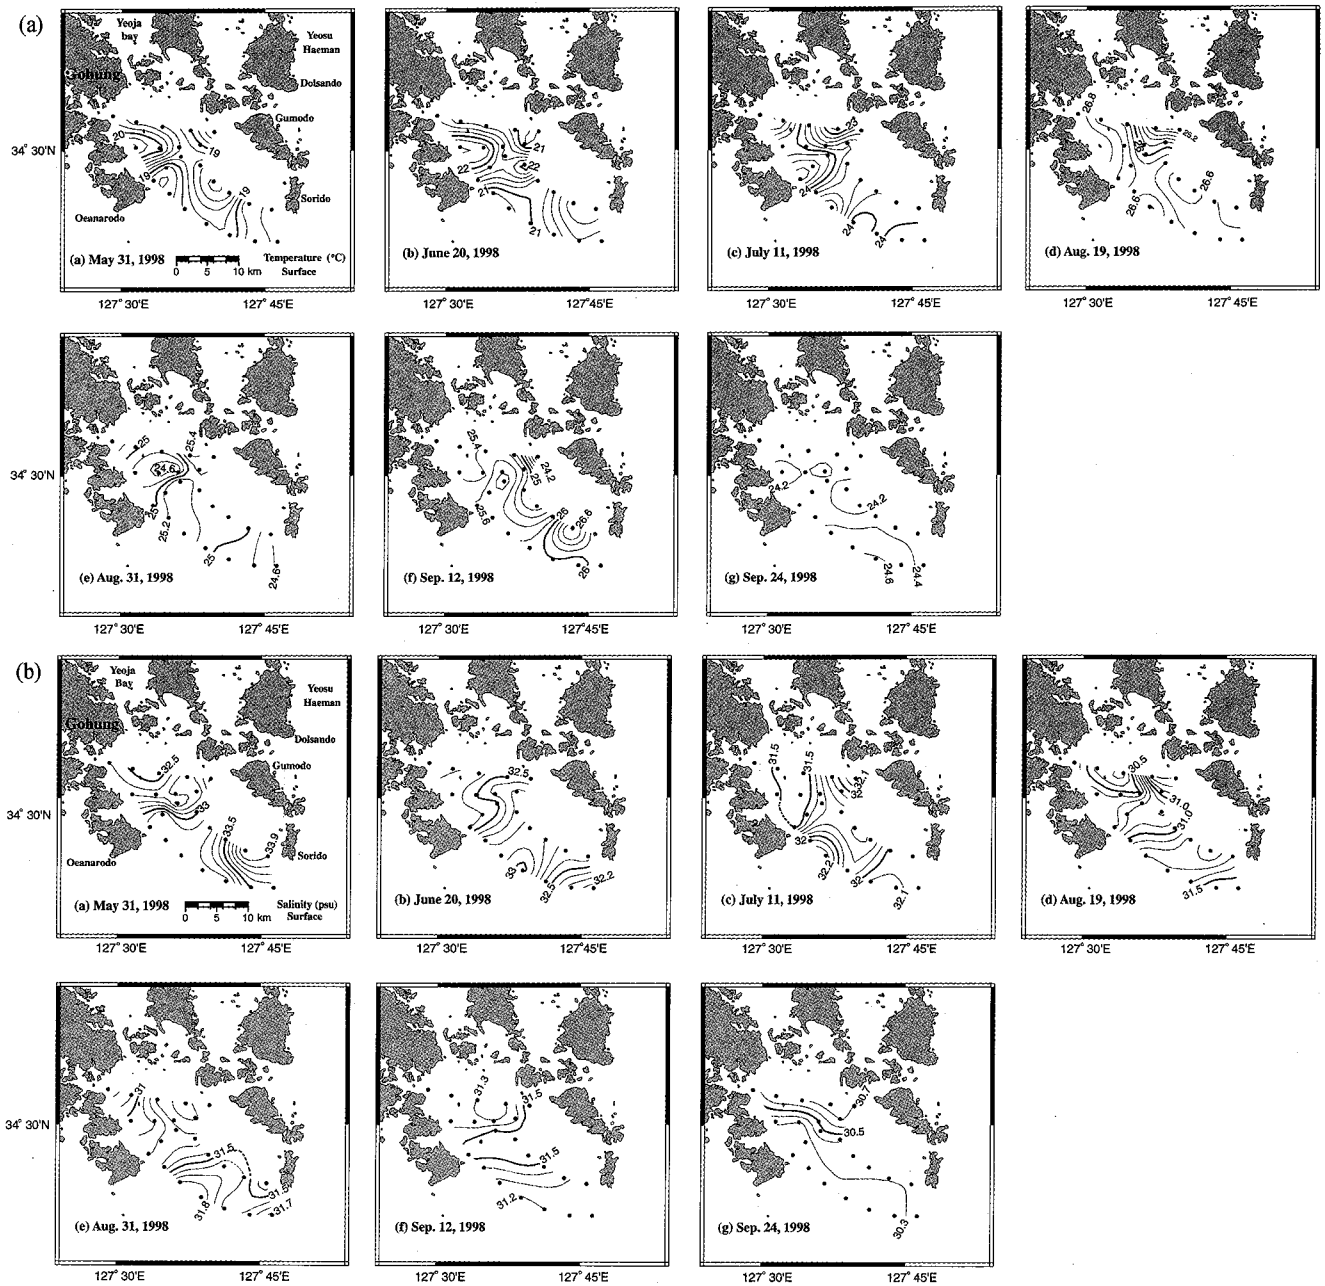 (a)
Yeoja
bay
Yeosu
Haeman
Gohung
Dolsando
Gumodo
20
19
19
19
34° 30'N
Sorido
Oeanarodo
(a) May 31, 1998
0 5 10 km
Temperature (°C)
Surface
127° 30'E 127° 45'E
21
22
22
21
21
(b) June 20, 1998
127° 30'E 127° 45'E
23
24
24
24
(c) July 11, 1998
127° 30'E 127° 45'E
26.8
25.2
26.6
26.6
(d) Aug. 19, 1998
127° 30'E 127° 45'E
25
25.4
24.6
34° 30'N
25
25.2
25
24.6
(e) Aug. 31, 1998
127° 30'E 127° 45'E
25.4
24.2
25
25.6
26
26.6
26
(f) Sep. 12, 1998
127° 30'E 127° 45'E
24.2
24.2
24.6
24.4
(g) Sep. 24, 1998
127° 30'E 127° 45'E
(b)
Yeoja
Bay
Yeosu
Haeman
Gohung
Dolsando
Gumodo
32.5
33
34° 30'N
33.5
33.9
Sorido
Oeanarodo
(a) May 31, 1998
0 5 10 km
Salinity (psu)
Surface
127° 30'E 127° 45'E
32.5
33
32.5
32.2
(b) June 20, 1998
127° 30'E 127° 45'E
31.5
31.5
32
32.2
32
32.1
(c) July 11, 1998
127° 30'E 127° 45'E
30.5
31.0
31.0
31.5
(d) Aug. 19, 1998
127° 30'E 127° 45'E
31
34° 30'N
31.5
31.5
31.8
31.7
(e) Aug. 31, 1998
127° 30'E 127° 45'E
31.3
31.5
31.5
31.2
(f) Sep. 12, 1998
127° 30'E 127° 45'E
30.7
30.5
30.3
(g) Sep. 24, 1998
127° 30'E 127° 45'E